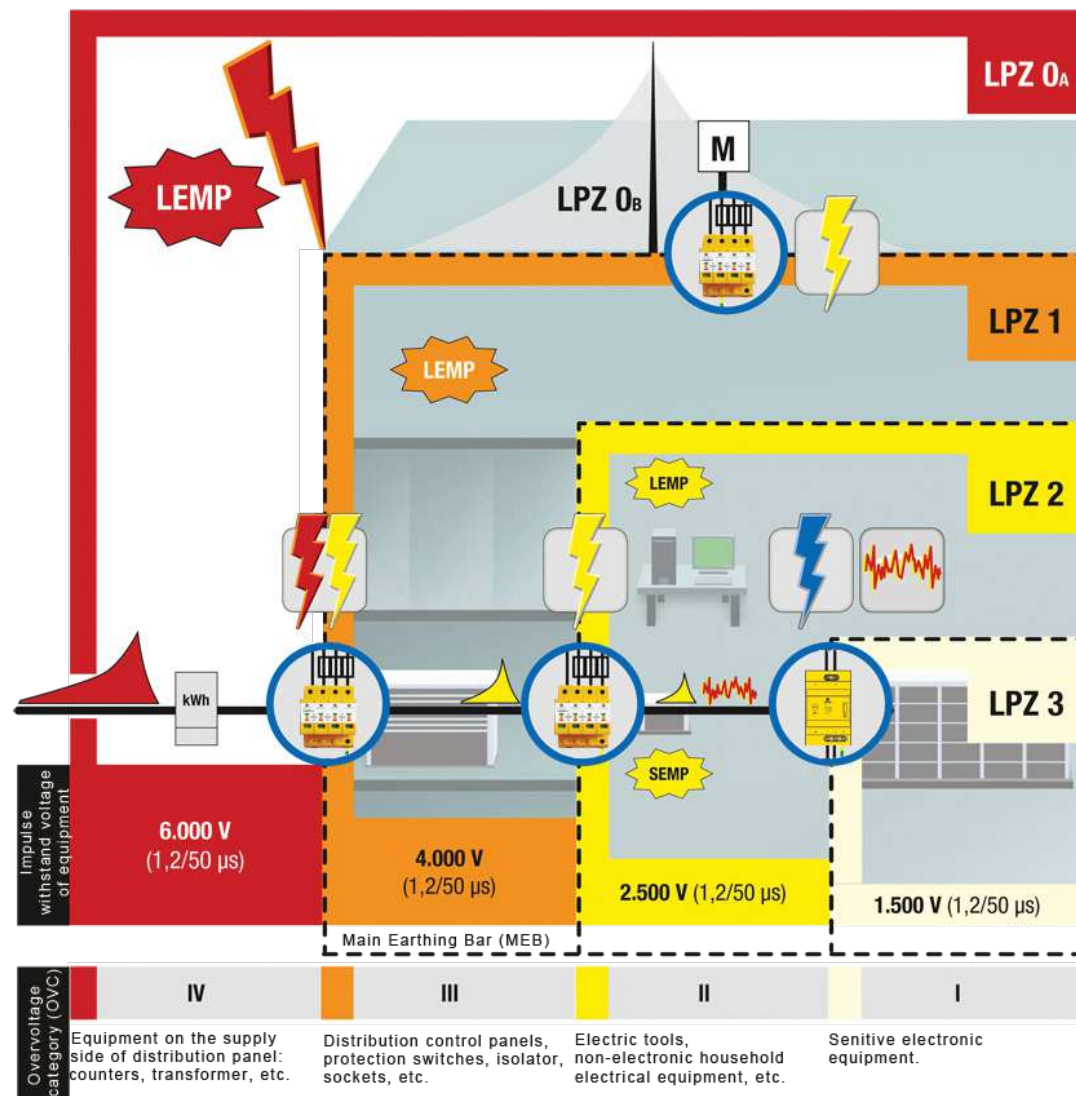 LPZ 0A
M
LEMP
LPZ 0B
LPZ 1
LEMP
LPZ 2
LEMP
kWh
LPZ 3
SEMP
Impulse
withstand voltage
of equipment
6.000 V
(1,2/50 µs)
4.000 V
(1,2/50 µs)
2.500 V (1,2/50 µs)
1.500 V (1,2/50 µs)
Main Earthing Bar (MEB)
Overvoltage
category (OVC)
IV
III
II
I
Equipment on the supply
side of distribution panel:
counters, transformer, etc.
Distribution control panels,
protection switches, isolator,
sockets, etc.
Electric tools,
non-electronic household
electrical equipment, etc.
Senitive electronic
equipment.